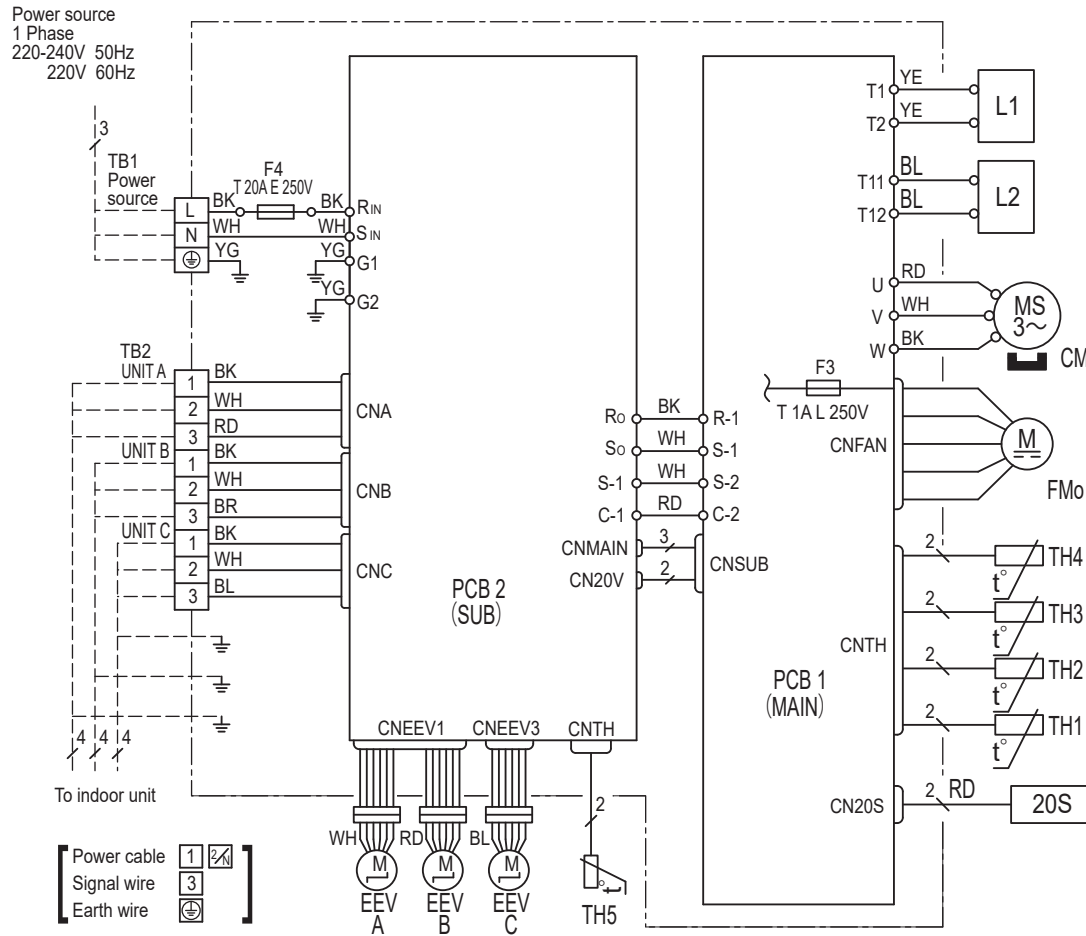 Power source
1 Phase
220-240V 50Hz
220V 60Hz
3
TB1
Power
source
L
N
BK
F4
T 20A E 250V
BK
RIN
WH
WH
SIN
YG
YG
G1
YG
G2
TB2
UNIT A
1
BK
2
WH
3
RD
CNA
UNIT B
1
BK
2
WH
3
BR
CNB
UNIT C
1
BK
2
WH
3
BL
CNC
4
4
4
To indoor unit
PCB 2
(SUB)
RO
BK
R-1
SO
WH
S-1
S-1
WH
S-2
C-1
RD
C-2
CNMAIN
3
CN20V
2
CNSUB
CNEEV1
CNEEV3
CNTH
WH
RD
BL
2
M
M
M
EEV
A
EEV
B
EEV
C
t°
TH5
PCB 1
(MAIN)
T1
YE
T2
YE
L1
T11
BL
T12
BL
L2
U
RD
V
WH
W
BK
MS
3~
CM
F3
T 1A L 250V
CNFAN
M
FMo
CNTH
2
t°
TH4
2
t°
TH3
2
t°
TH2
2
t°
TH1
CN20S
2
RD
20S
Power cable 1 2/N
Signal wire 3
Earth wire